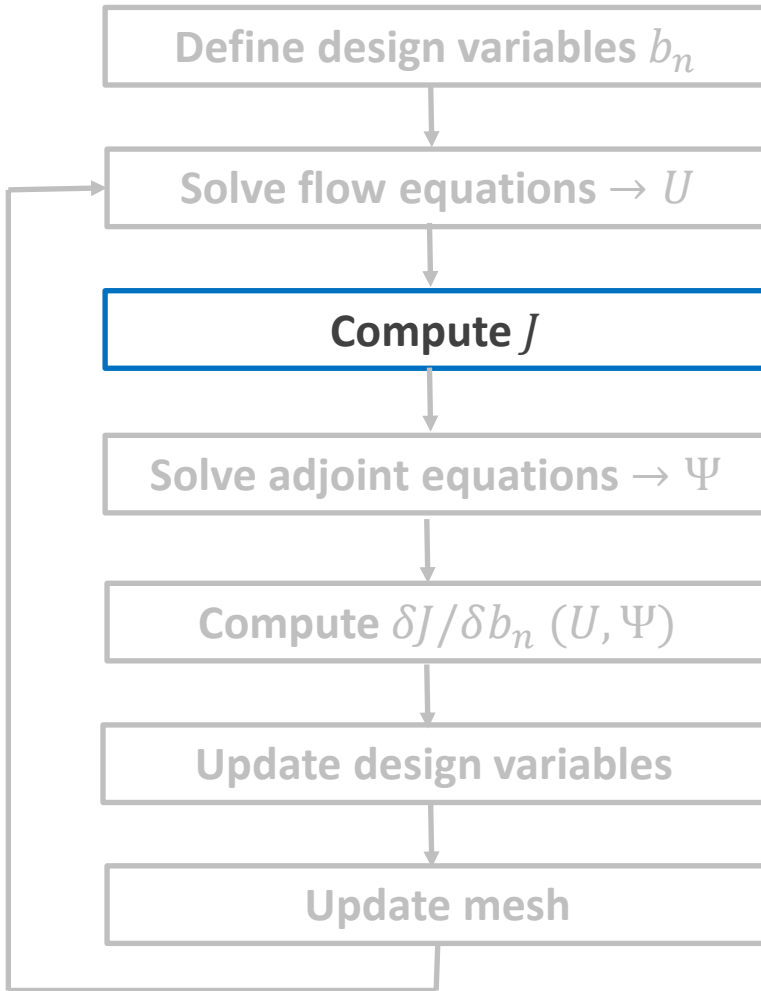 Define design variables bₙ
Solve flow equations → U
Compute J
Solve adjoint equations → Ψ
Compute δJ/δbₙ (U, Ψ)
Update design variables
Update mesh